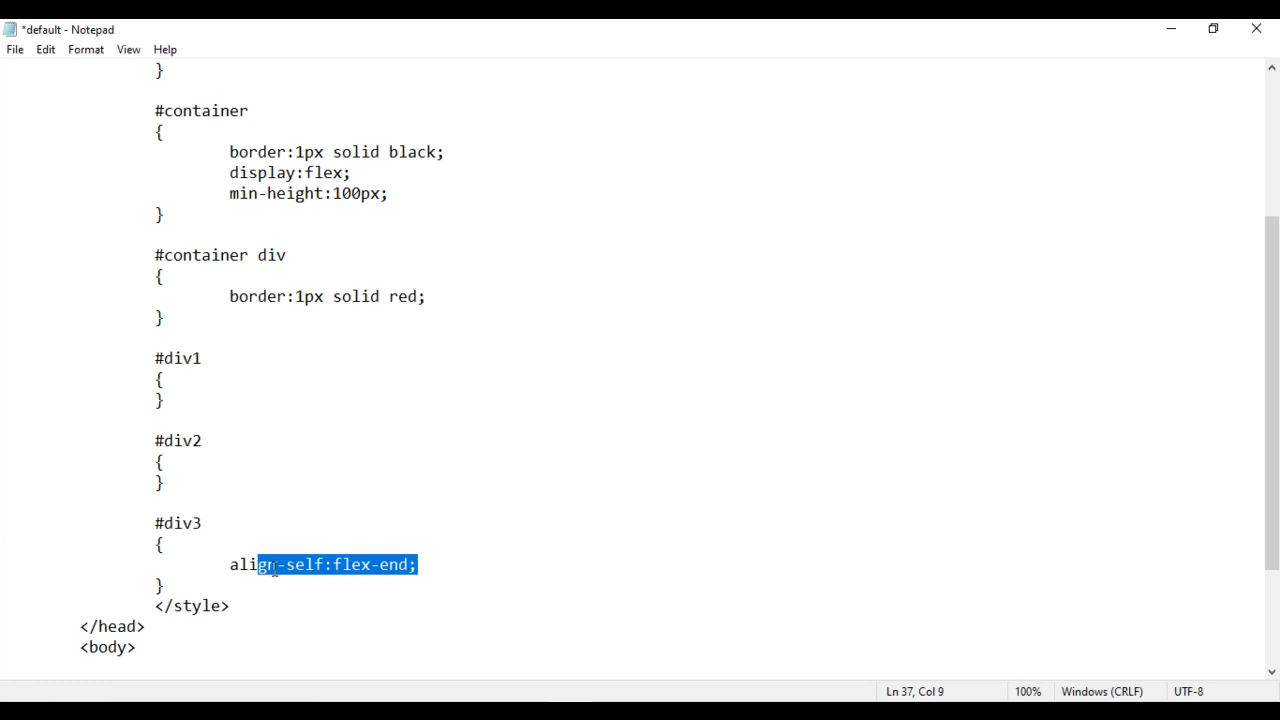 *default - Notepad
File Edit Format View Help
}
#container
{
border:1px solid black;
display:flex;
min-height:100px;
}
#container div
{
border:1px solid red;
}
#div1
{
}
#div2
{
}
#div3
{
align-self:flex-end;
}
</style>
</head>
<body>
Ln 37, Col 9 100% Windows (CRLF) UTF-8